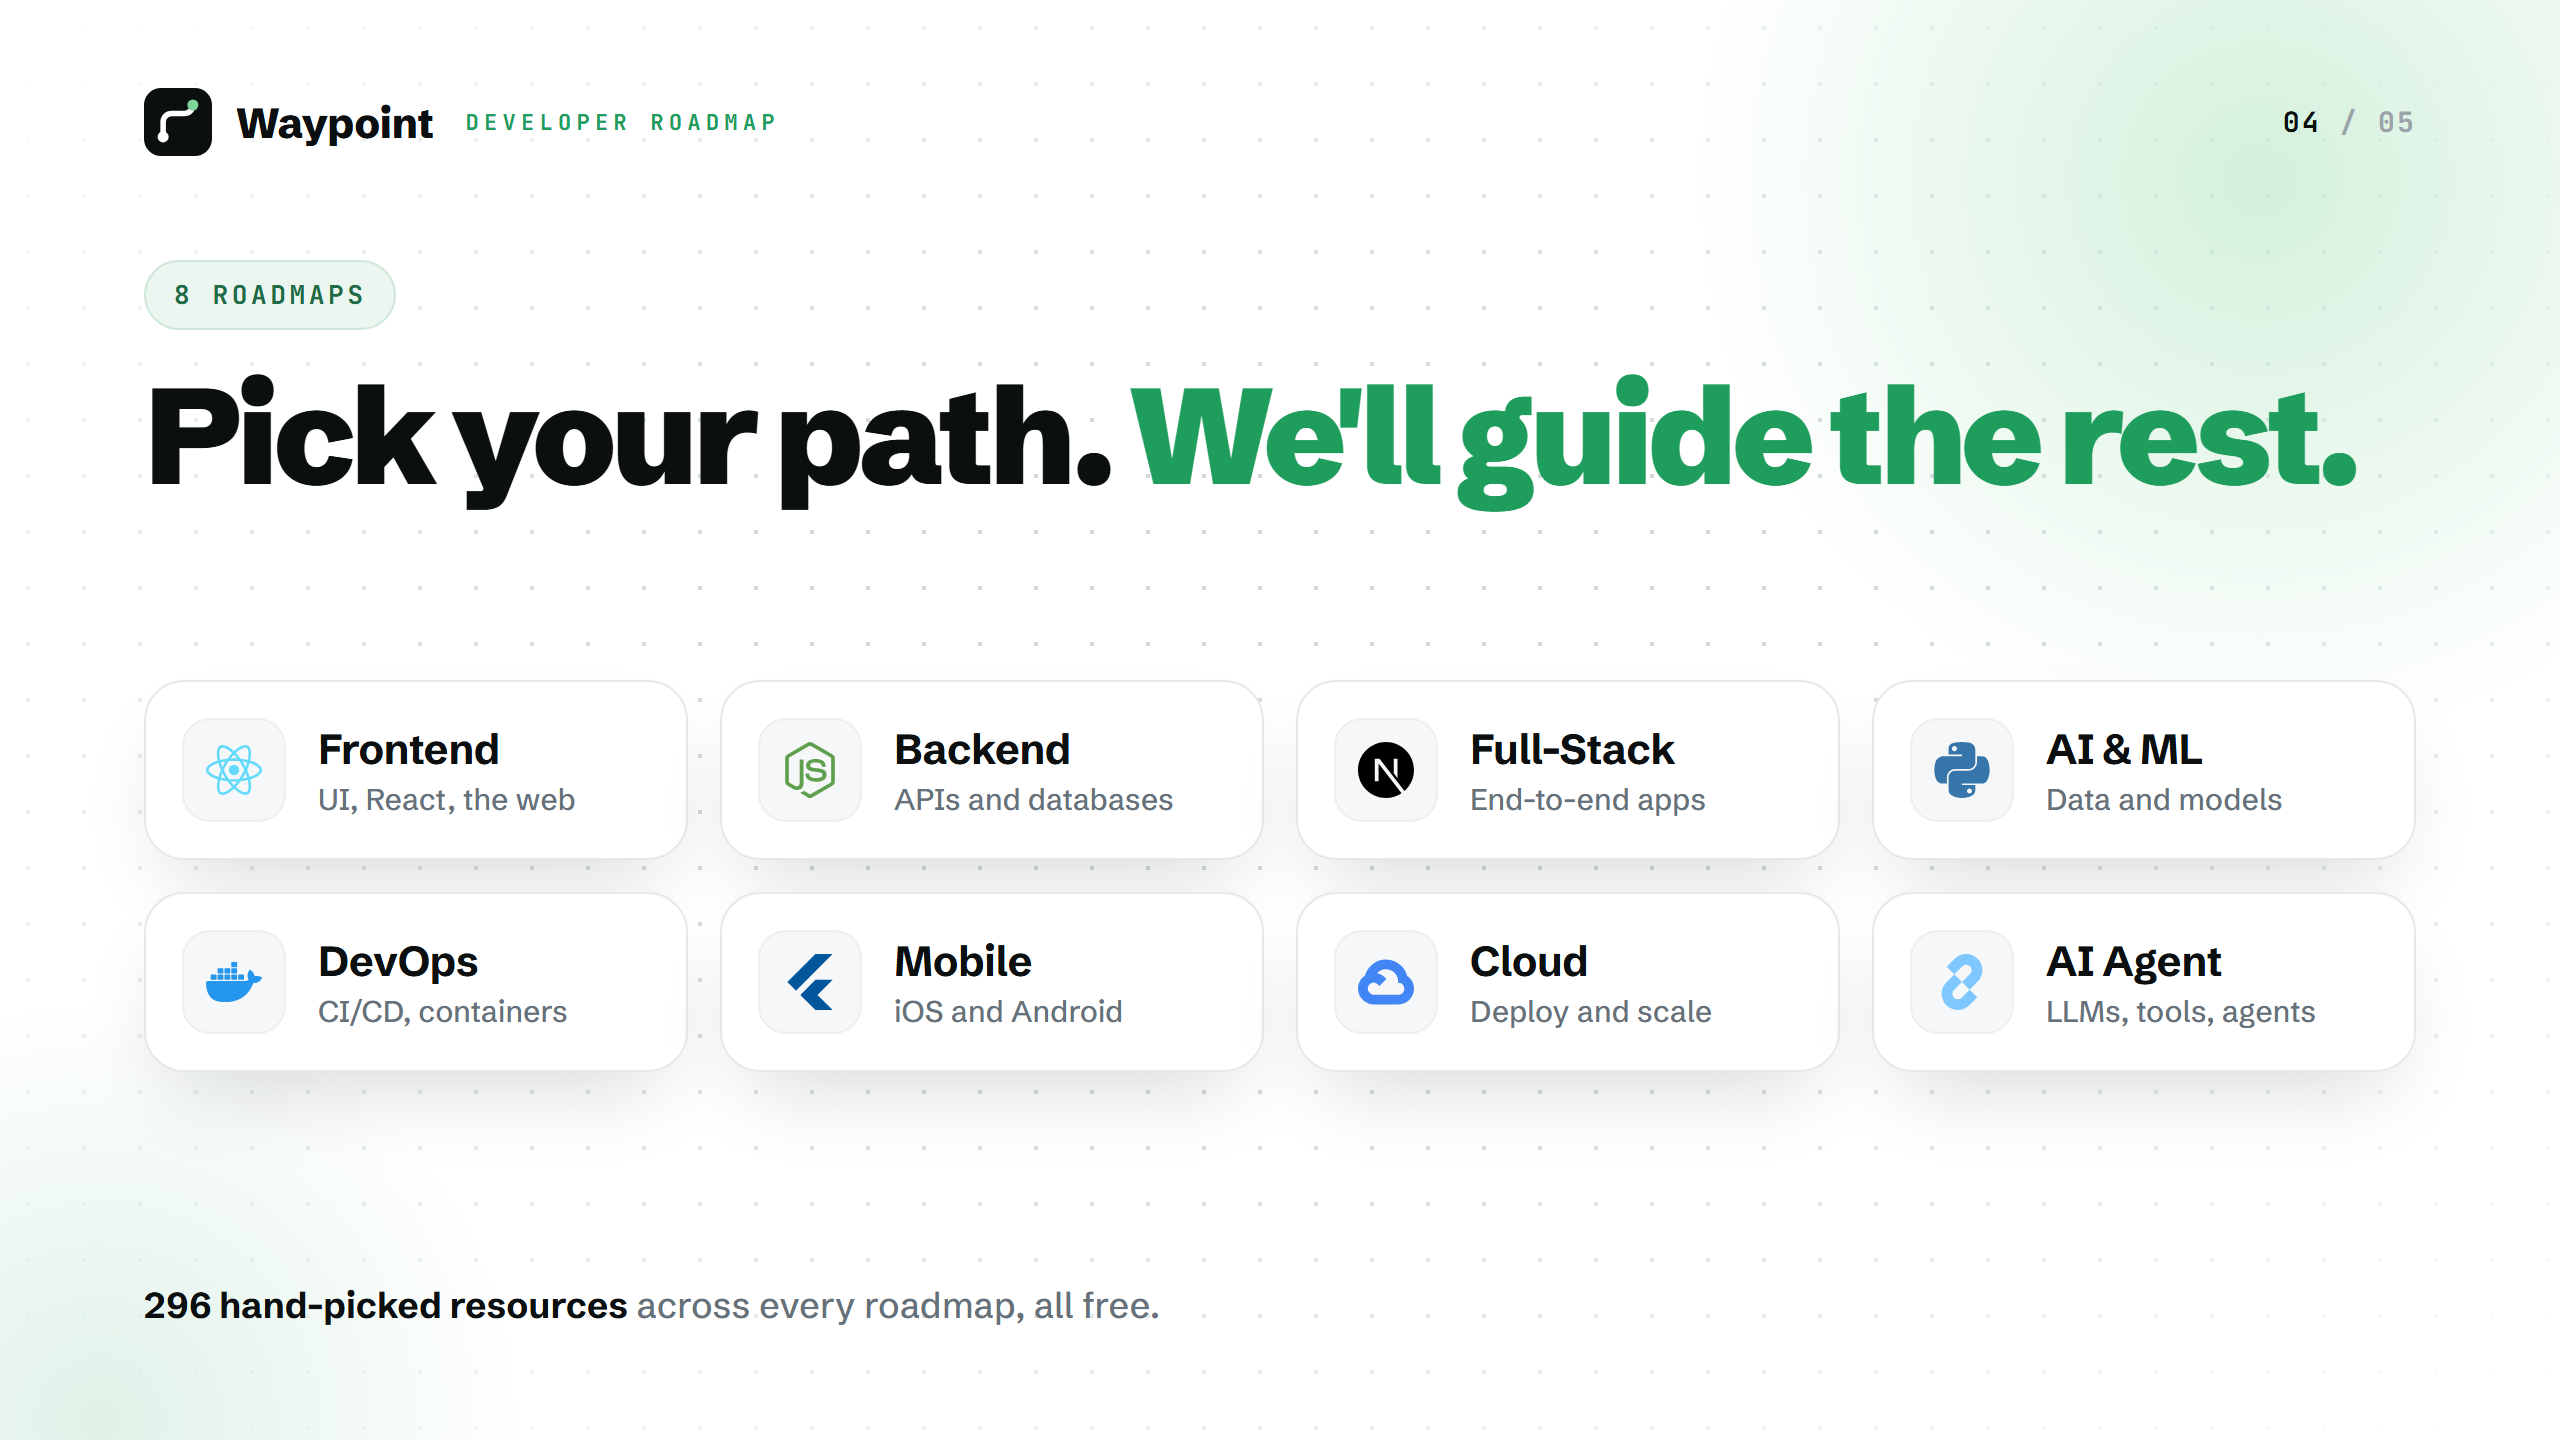 Waypoint DEVELOPER ROADMAP
04 / 05
8 ROADMAPS
Pick your path. We'll guide the rest.
Frontend
UI, React, the web
Backend
APIs and databases
Full-Stack
End-to-end apps
AI & ML
Data and models
DevOps
CI/CD, containers
Mobile
iOS and Android
Cloud
Deploy and scale
AI Agent
LLMs, tools, agents
296 hand-picked resources across every roadmap, all free.